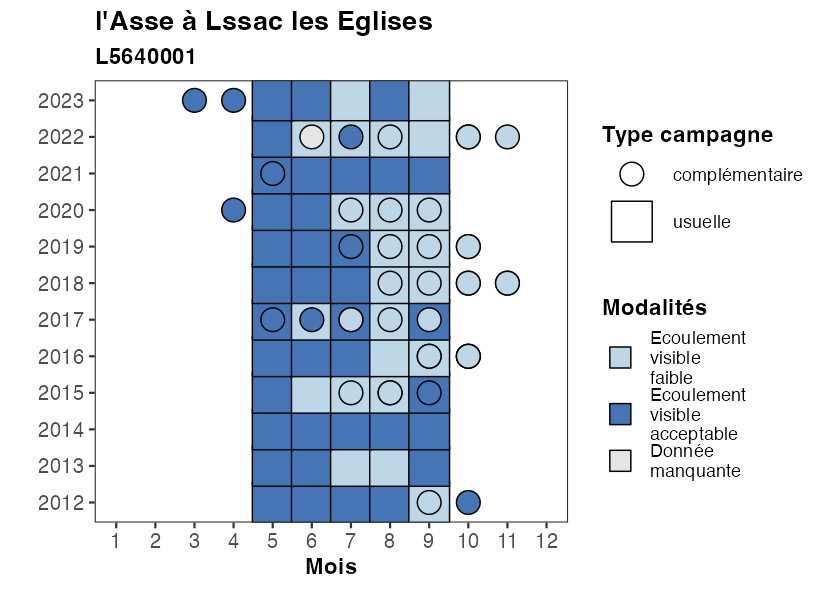 l'Asse à Lssac les Eglises
L5640001
2023
2022
2021
2020
2019
2018
2017
2016
2015
2014
2013
2012
1 2 3 4 5 6 7 8 9 10 11 12
Mois
Type campagne
complémentaire
usuelle
Modalités
Ecoulement
visible
faible
Ecoulement
visible
acceptable
Donnée
manquante